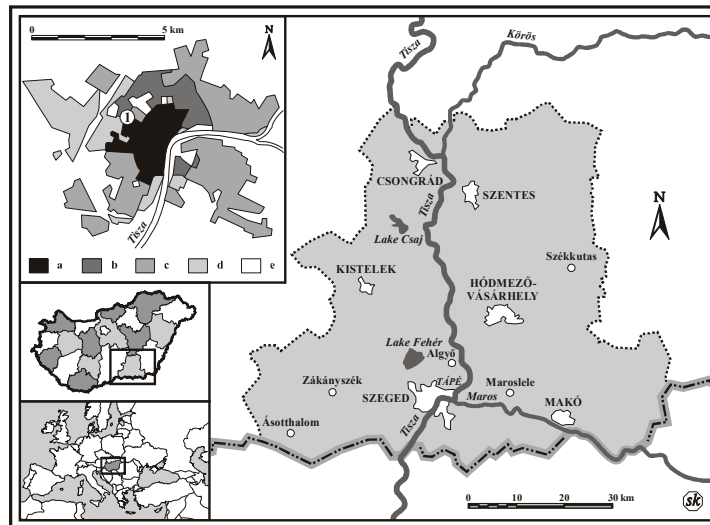 0 5 km
N
1
Tisza
a b c d e
Tisza
Körös
CSONGRÁD
SZENTES
Tisza
N
Lake Csaj
Székkutas
KISTELEK
HÓDMEZŐ-
VÁSÁRHELY
Lake Fehér
Algyő
Zákányszék
TÁPÉ
Maroslele
SZEGED
Maros
MAKÓ
Ásotthalom
Tisza
0 10 20 30 km
sk